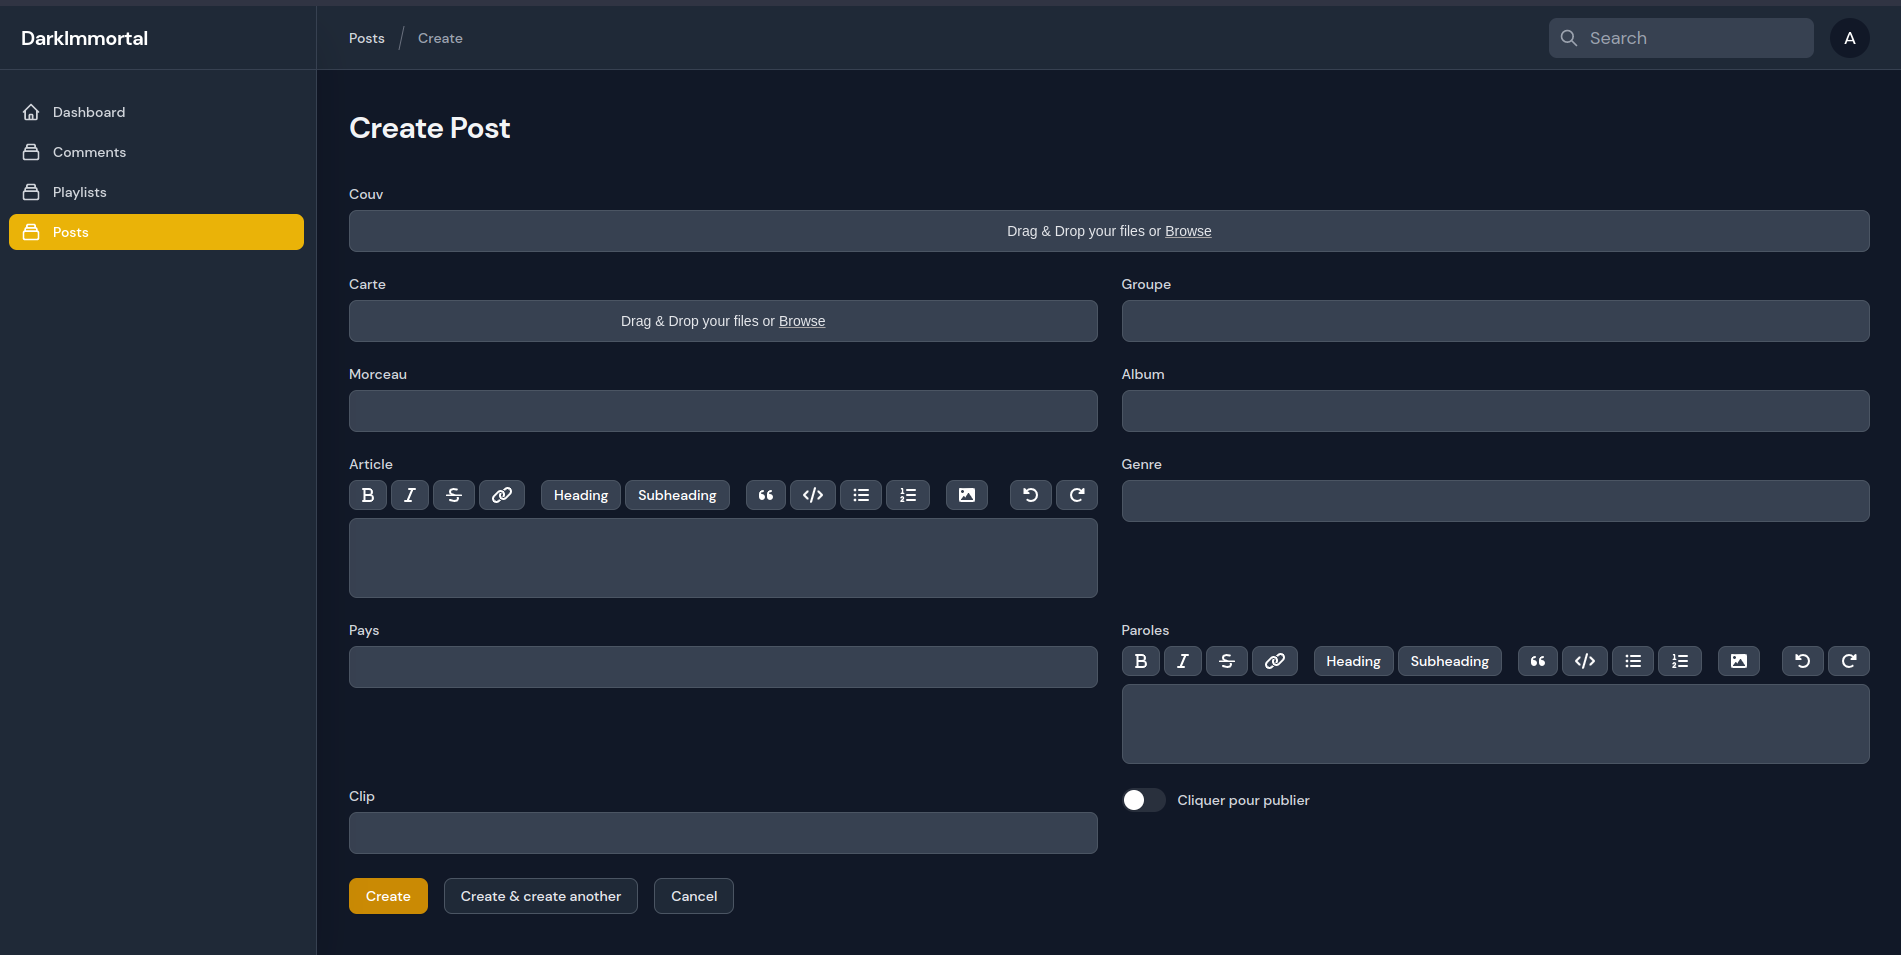 DarkImmortal
Posts / Create
Search
A
Dashboard
Comments
Playlists
Posts
Create Post
Couv
Drag & Drop your files or Browse
Carte
Drag & Drop your files or Browse
Groupe
Morceau
Album
Article
Heading Subheading
Genre
Pays
Paroles
Heading Subheading
Clip
Cliquer pour publier
Create
Create & create another
Cancel